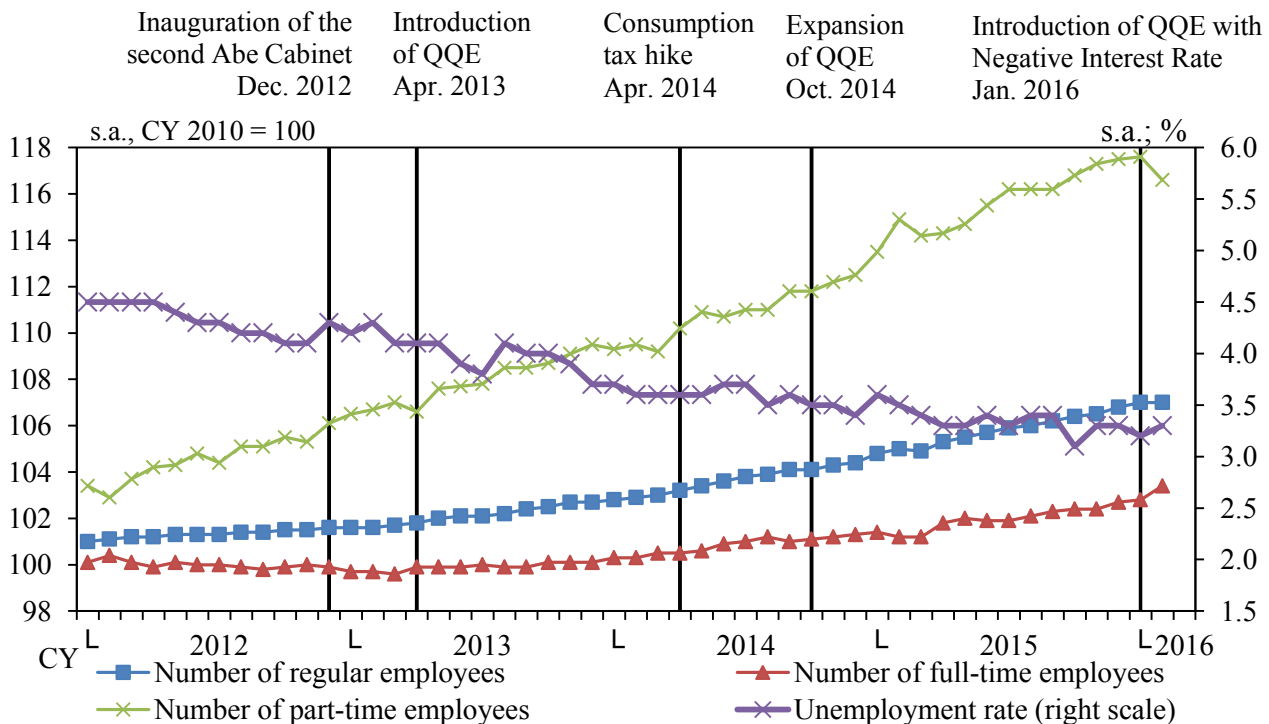 Inauguration of the
second Abe Cabinet
Dec. 2012
Introduction
of QQE
Apr. 2013
Consumption
tax hike
Apr. 2014
Expansion
of QQE
Oct. 2014
Introduction of QQE with
Negative Interest Rate
Jan. 2016
s.a., CY 2010 = 100
s.a.; %
118
116
114
112
110
108
106
104
102
100
98
6.0
5.5
5.0
4.5
4.0
3.5
3.0
2.5
2.0
1.5
CY
└ 2012 └ 2013 └ 2014 └ 2015 └ 2016
Number of regular employees
Number of full-time employees
Number of part-time employees
Unemployment rate (right scale)